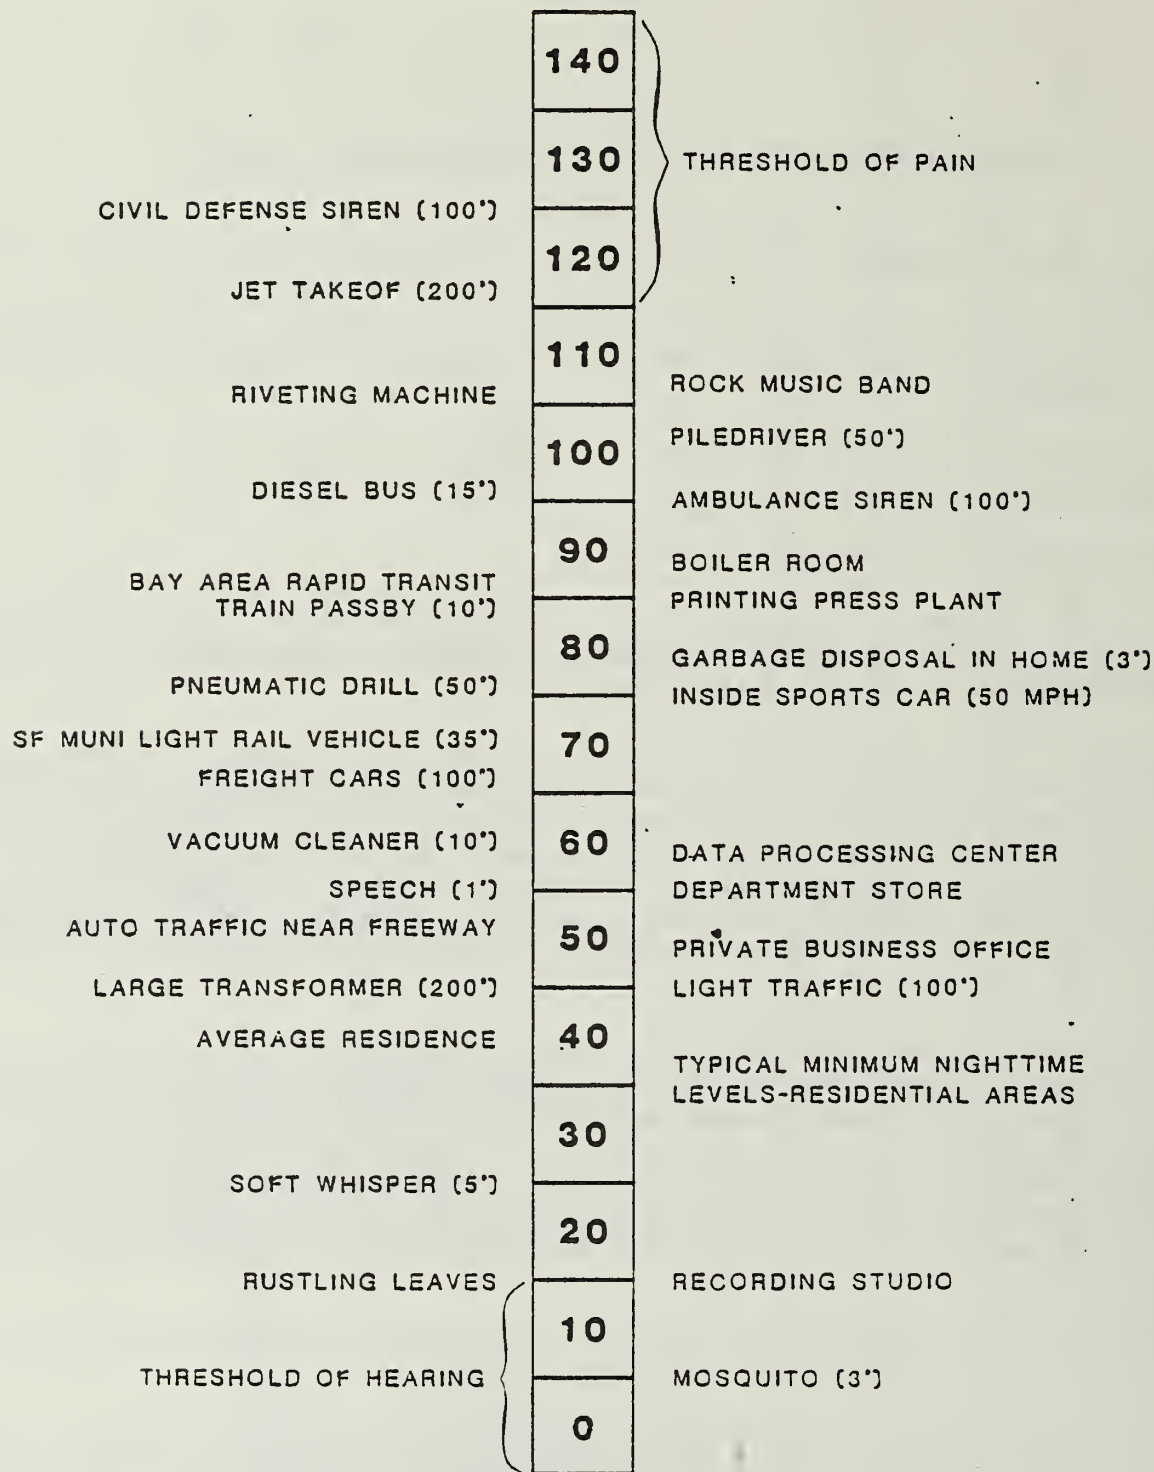 140
130
THRESHOLD OF PAIN
CIVIL DEFENSE SIREN (100')
120
JET TAKEOF (200')
110
RIVETING MACHINE
ROCK MUSIC BAND
PILEDRIVER (50')
100
DIESEL BUS (15')
AMBULANCE SIREN (100')
90
BOILER ROOM
BAY AREA RAPID TRANSIT
TRAIN PASSBY (10')
PRINTING PRESS PLANT
80
GARBAGE DISPOSAL IN HOME (3')
PNEUMATIC DRILL (50')
INSIDE SPORTS CAR (50 MPH)
SF MUNI LIGHT RAIL VEHICLE (35')
70
FREIGHT CARS (100')
VACUUM CLEANER (10')
60
DATA PROCESSING CENTER
SPEECH (1')
DEPARTMENT STORE
AUTO TRAFFIC NEAR FREEWAY
50
PRIVATE BUSINESS OFFICE
LARGE TRANSFORMER (200')
LIGHT TRAFFIC (100')
AVERAGE RESIDENCE
40
TYPICAL MINIMUM NIGHTTIME
LEVELS-RESIDENTIAL AREAS
30
SOFT WHISPER (5')
20
RUSTLING LEAVES
RECORDING STUDIO
10
THRESHOLD OF HEARING
MOSQUITO (3')
0